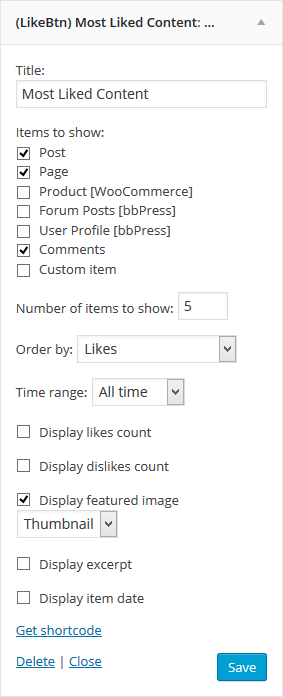 (LikeBtn) Most Liked Content: ...
Title:
Most Liked Content
Items to show:
Post
Page
Product [WooCommerce]
Forum Posts [bbPress]
User Profile [bbPress]
Comments
Custom item
Number of items to show: 5
Order by: Likes
Time range: All time
Display likes count
Display dislikes count
Display featured image
Thumbnail
Display excerpt
Display item date
Get shortcode
Delete | Close Save